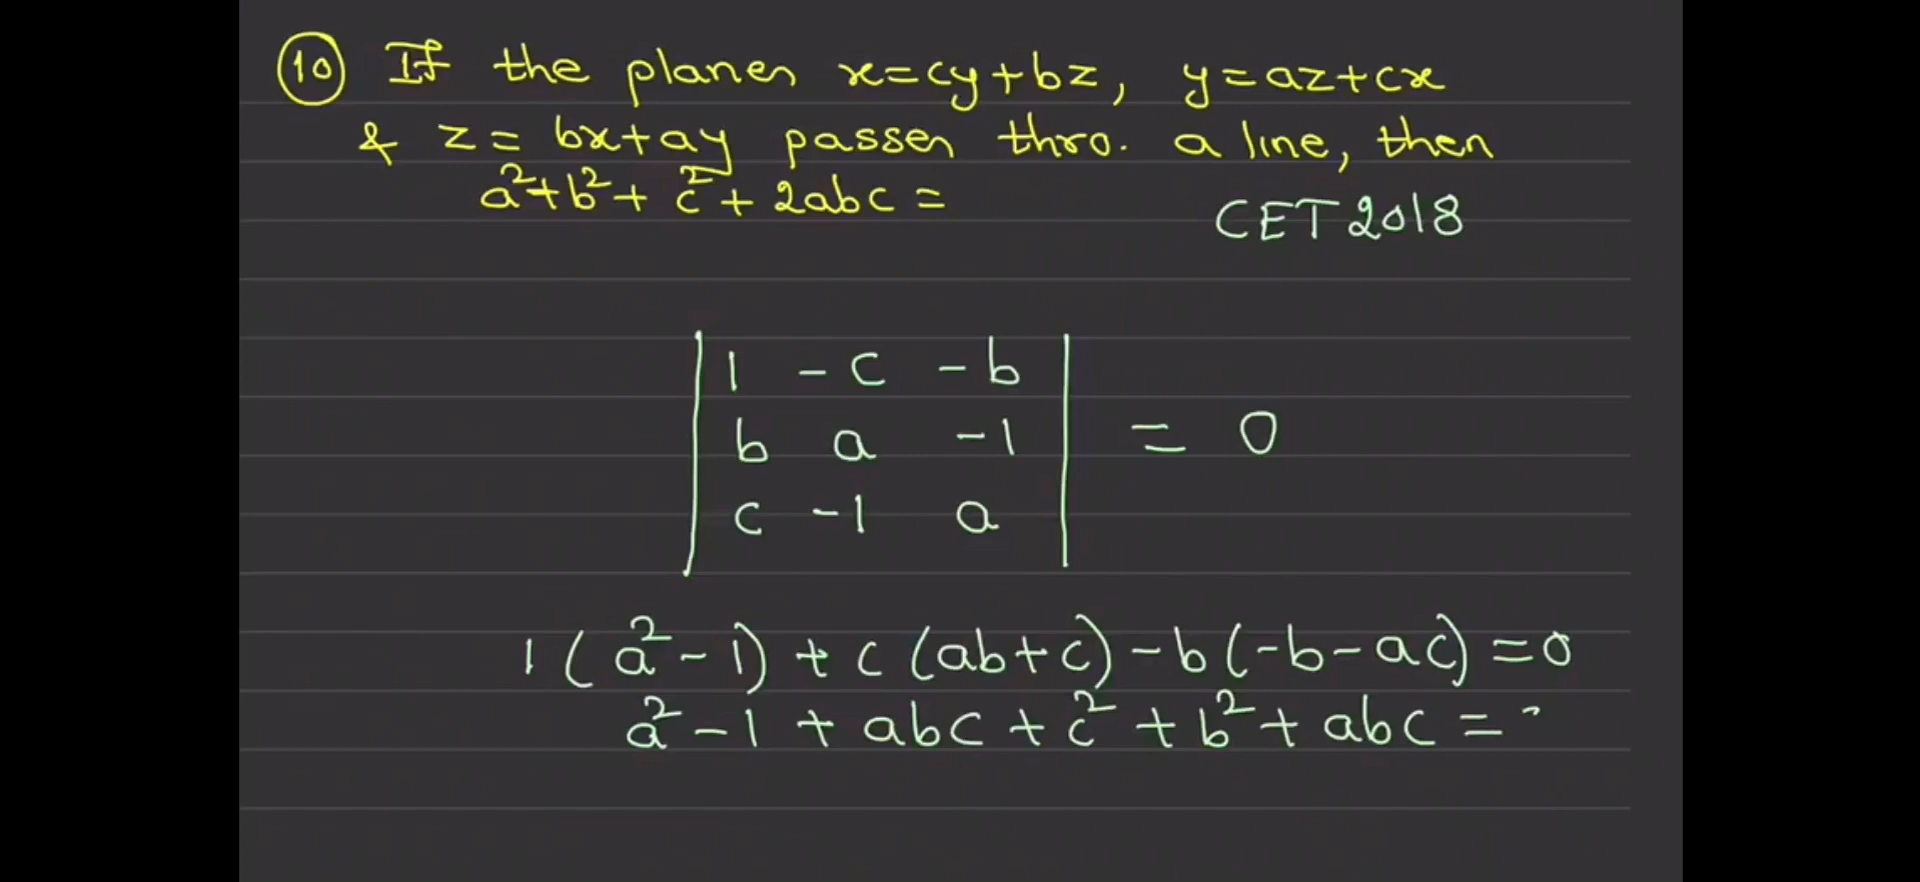 10 If the planes x=cy+bz, y=az+cx
& z= bx+ay passes thro. a line, then
a²+b²+c²+2abc=
CET 2018
1 -c -b
b a -1 = 0
c -1 a
1(a²-1)+c(ab+c)-b(-b-ac)=0
a²-1+abc+c²+b²+abc=